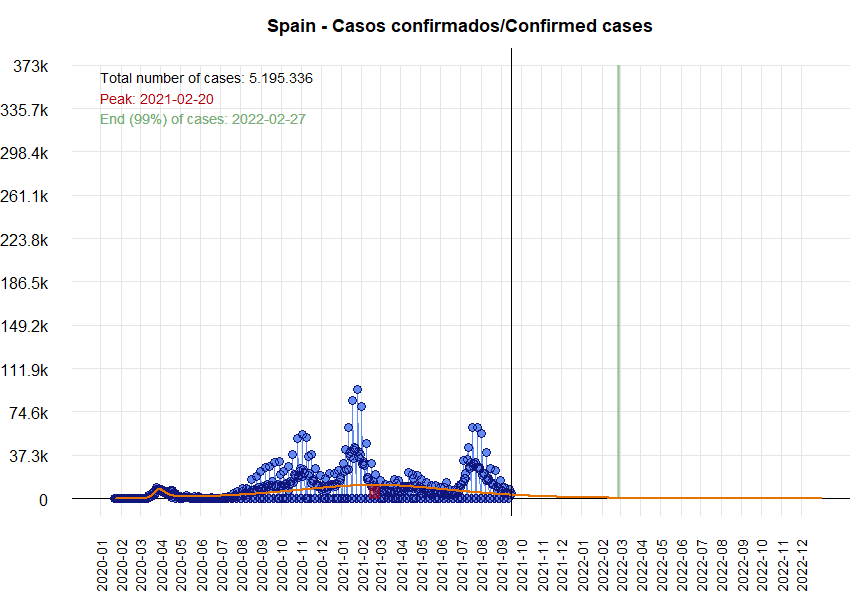 Spain - Casos confirmados/Confirmed cases
Total number of cases: 5.195.336
Peak: 2021-02-20
End (99%) of cases: 2022-02-27
373k
335.7k
298.4k
261.1k
223.8k
186.5k
149.2k
111.9k
74.6k
37.3k
0
2020-01
2020-02
2020-03
2020-04
2020-05
2020-06
2020-07
2020-08
2020-09
2020-10
2020-11
2020-12
2021-01
2021-02
2021-03
2021-04
2021-05
2021-06
2021-07
2021-08
2021-09
2021-10
2021-11
2021-12
2022-01
2022-02
2022-03
2022-04
2022-05
2022-06
2022-07
2022-08
2022-09
2022-10
2022-11
2022-12